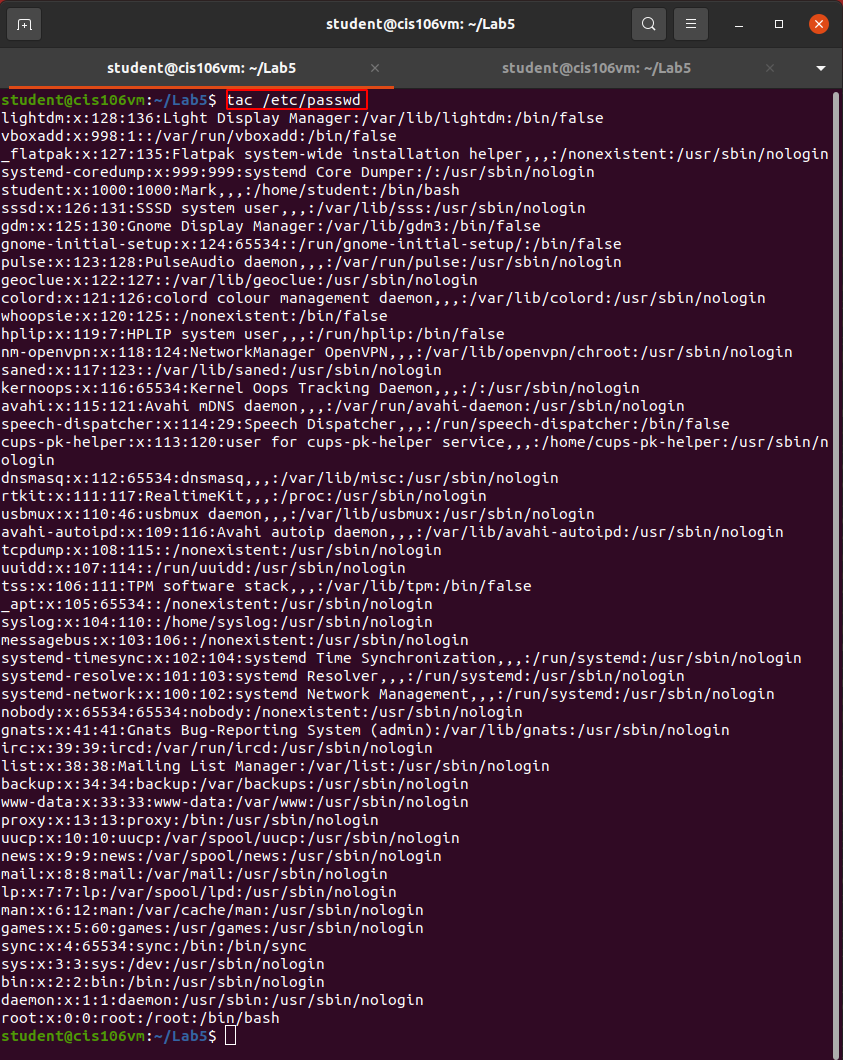 student@cis106vm: ~/Lab5
student@cis106vm: ~/Lab5
student@cis106vm: ~/Lab5
student@cis106vm:~/Lab5$ tac /etc/passwd
lightdm:x:128:136:Light Display Manager:/var/lib/lightdm:/bin/false
vboxadd:x:998:1::/var/run/vboxadd:/bin/false
_flatpak:x:127:135:Flatpak system-wide installation helper,,,:/nonexistent:/usr/sbin/nologin
systemd-coredump:x:999:999:systemd Core Dumper:/:/usr/sbin/nologin
student:x:1000:1000:Mark,,,:/home/student:/bin/bash
sssd:x:126:131:SSSD system user,,,:/var/lib/sss:/usr/sbin/nologin
gdm:x:125:130:Gnome Display Manager:/var/lib/gdm3:/bin/false
gnome-initial-setup:x:124:65534::/run/gnome-initial-setup/:/bin/false
pulse:x:123:128:PulseAudio daemon,,,:/var/run/pulse:/usr/sbin/nologin
geoclue:x:122:127::/var/lib/geoclue:/usr/sbin/nologin
colord:x:121:126:colord colour management daemon,,,:/var/lib/colord:/usr/sbin/nologin
whoopsie:x:120:125::/nonexistent:/bin/false
hplip:x:119:7:HPLIP system user,,,:/run/hplip:/bin/false
nm-openvpn:x:118:124:NetworkManager OpenVPN,,,:/var/lib/openvpn/chroot:/usr/sbin/nologin
saned:x:117:123::/var/lib/saned:/usr/sbin/nologin
kernoops:x:116:65534:Kernel Oops Tracking Daemon,,,:/:/usr/sbin/nologin
avahi:x:115:121:Avahi mDNS daemon,,,:/var/run/avahi-daemon:/usr/sbin/nologin
speech-dispatcher:x:114:29:Speech Dispatcher,,,:/run/speech-dispatcher:/bin/false
cups-pk-helper:x:113:120:user for cups-pk-helper service,,,:/home/cups-pk-helper:/usr/sbin/n
ologin
dnsmasq:x:112:65534:dnsmasq,,,:/var/lib/misc:/usr/sbin/nologin
rtkit:x:111:117:RealtimeKit,,,:/proc:/usr/sbin/nologin
usbmux:x:110:46:usbmux daemon,,,:/var/lib/usbmux:/usr/sbin/nologin
avahi-autoipd:x:109:116:Avahi autoip daemon,,,:/var/lib/avahi-autoipd:/usr/sbin/nologin
tcpdump:x:108:115::/nonexistent:/usr/sbin/nologin
uuidd:x:107:114::/run/uuidd:/usr/sbin/nologin
tss:x:106:111:TPM software stack,,,:/var/lib/tpm:/bin/false
_apt:x:105:65534::/nonexistent:/usr/sbin/nologin
syslog:x:104:110::/home/syslog:/usr/sbin/nologin
messagebus:x:103:106::/nonexistent:/usr/sbin/nologin
systemd-timesync:x:102:104:systemd Time Synchronization,,,:/run/systemd:/usr/sbin/nologin
systemd-resolve:x:101:103:systemd Resolver,,,:/run/systemd:/usr/sbin/nologin
systemd-network:x:100:102:systemd Network Management,,,:/run/systemd:/usr/sbin/nologin
nobody:x:65534:65534:nobody:/nonexistent:/usr/sbin/nologin
gnats:x:41:41:Gnats Bug-Reporting System (admin):/var/lib/gnats:/usr/sbin/nologin
irc:x:39:39:ircd:/var/run/ircd:/usr/sbin/nologin
list:x:38:38:Mailing List Manager:/var/list:/usr/sbin/nologin
backup:x:34:34:backup:/var/backups:/usr/sbin/nologin
www-data:x:33:33:www-data:/var/www:/usr/sbin/nologin
proxy:x:13:13:proxy:/bin:/usr/sbin/nologin
uucp:x:10:10:uucp:/var/spool/uucp:/usr/sbin/nologin
news:x:9:9:news:/var/spool/news:/usr/sbin/nologin
mail:x:8:8:mail:/var/mail:/usr/sbin/nologin
lp:x:7:7:lp:/var/spool/lpd:/usr/sbin/nologin
man:x:6:12:man:/var/cache/man:/usr/sbin/nologin
games:x:5:60:games:/usr/games:/usr/sbin/nologin
sync:x:4:65534:sync:/bin:/bin/sync
sys:x:3:3:sys:/dev:/usr/sbin/nologin
bin:x:2:2:bin:/bin:/usr/sbin/nologin
daemon:x:1:1:daemon:/usr/sbin:/usr/sbin/nologin
root:x:0:0:root:/root:/bin/bash
student@cis106vm:~/Lab5$